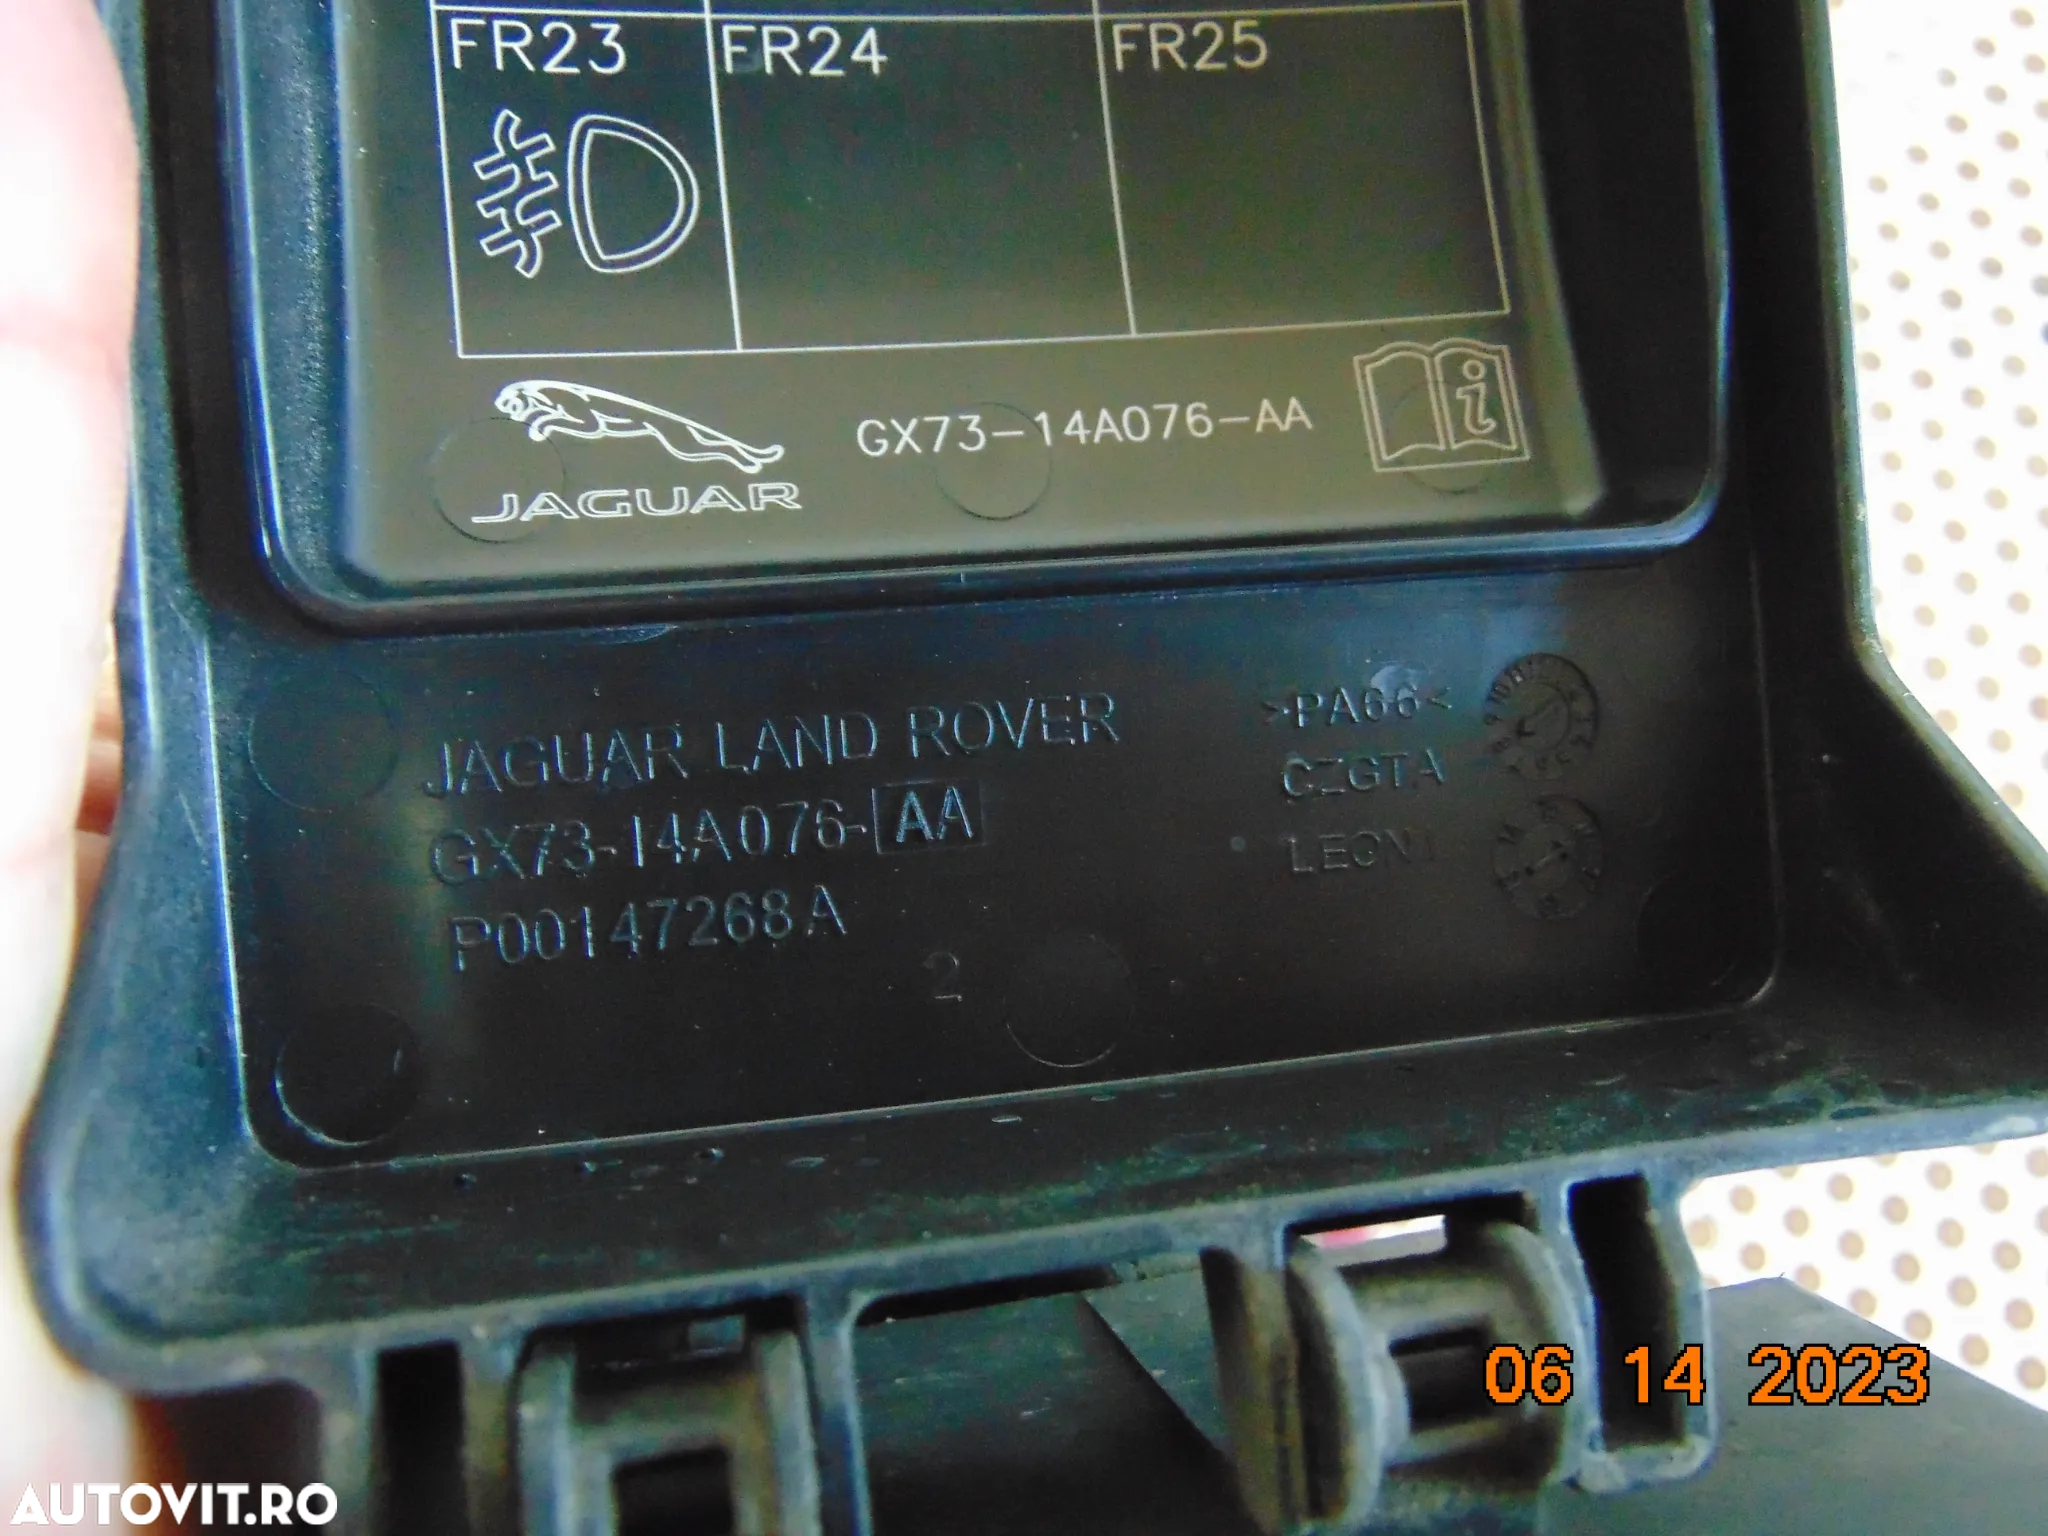 FR23 FR24 FR25
JAGUAR GX73-14A076-AA i
JAGUAR LAND ROVER
GX73-14A076-AA
P00147268A
2
>PA66<
CZGTA
LEONI
06 14 2023
AUTOVIT.RO